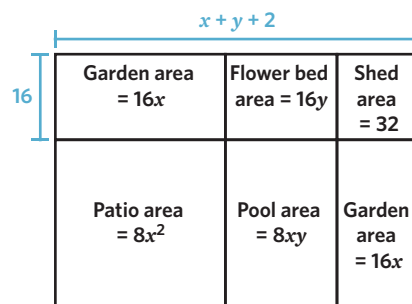 x + y + 2
16
Garden area
= 16x
Flower bed
area = 16y
Shed
area
= 32
Patio area
= 8x²
Pool area
= 8xy
Garden
area
= 16x